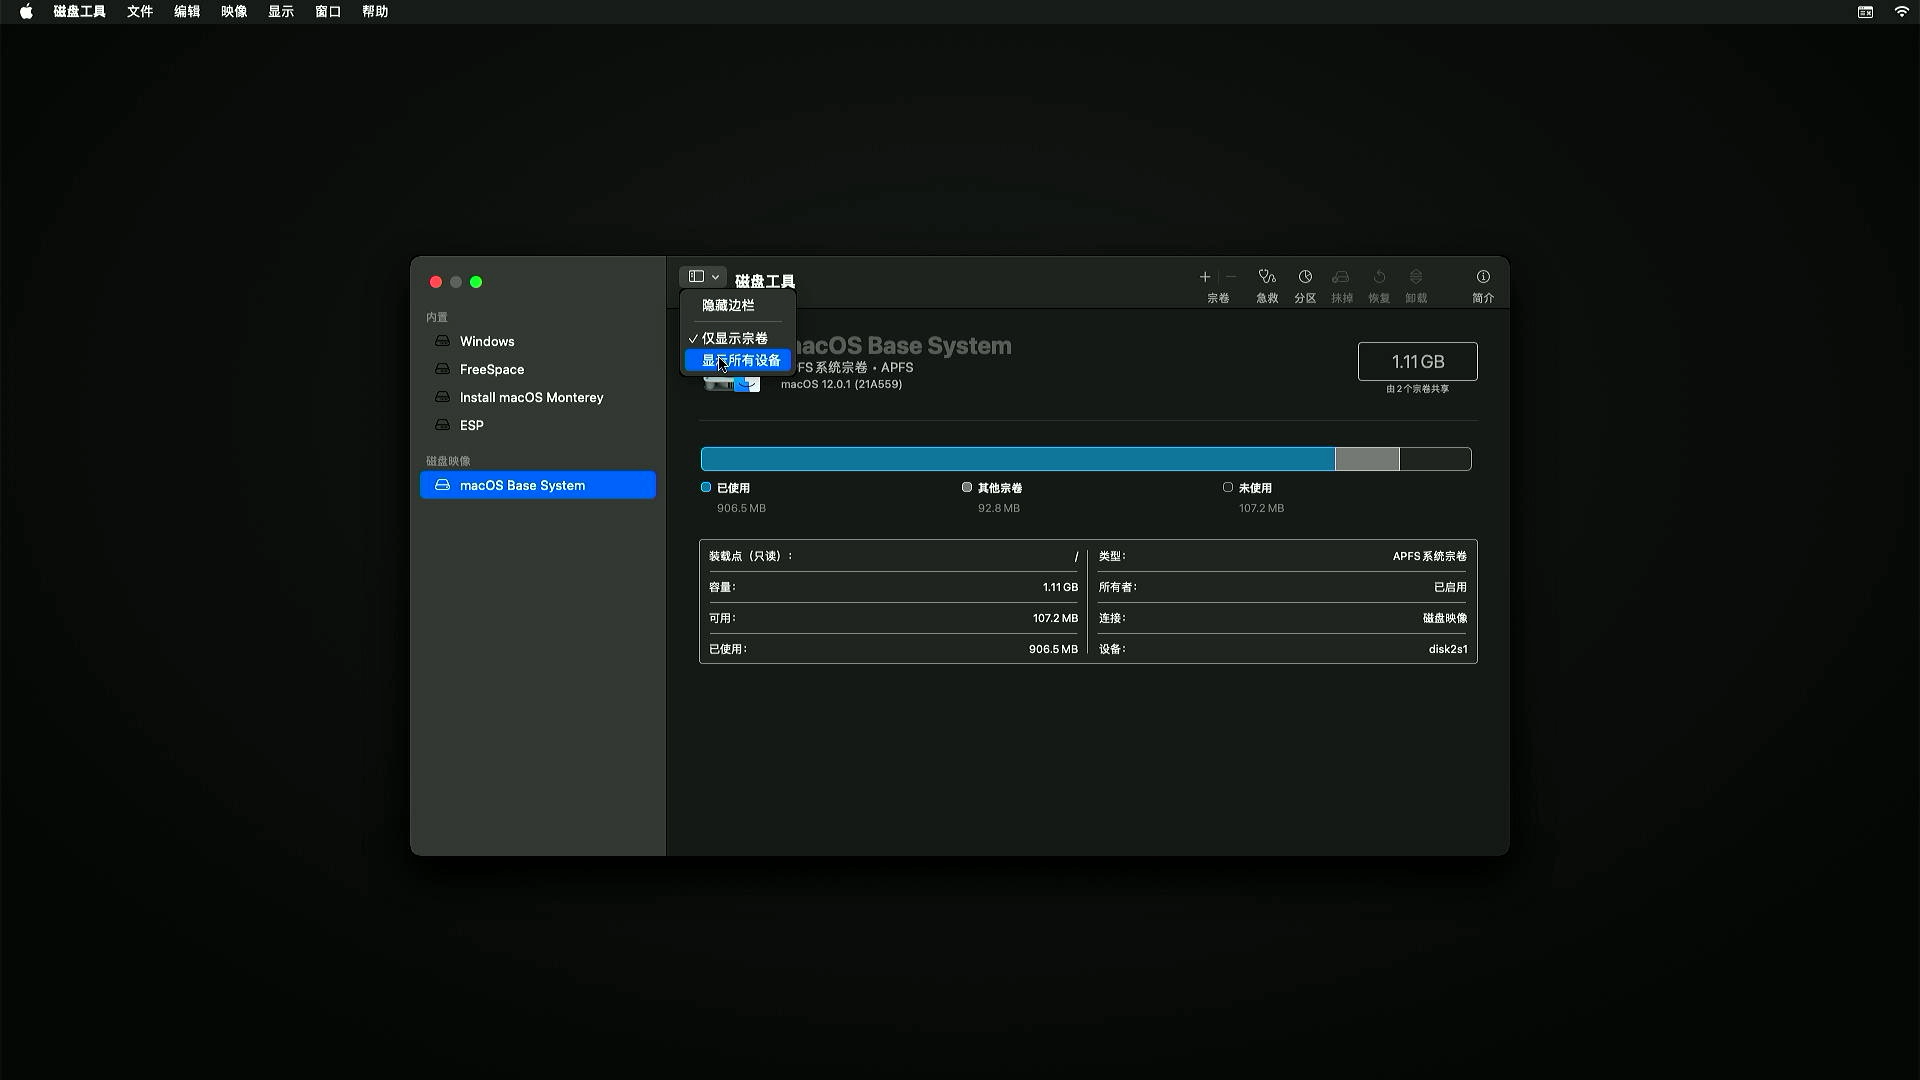 磁盘工具 文件 编辑 映像 显示 窗口 帮助
磁盘工具
宗卷 急救 分区 抹掉 恢复 卸载 简介
隐藏边栏
仅显示宗卷
显示所有设备
内置
Windows
FreeSpace
Install macOS Monterey
ESP
磁盘映像
macOS Base System
acOS Base System
FS系统宗卷 • APFS
macOS 12.0.1 (21A559)
1.11 GB
由2个宗卷共享
已使用
906.5 MB
其他宗卷
92.8 MB
未使用
107.2 MB
装载点（只读）: /
类型: APFS系统宗卷
容量: 1.11 GB
所有者: 已启用
可用: 107.2 MB
连接: 磁盘映像
已使用: 906.5 MB
设备: disk2s1